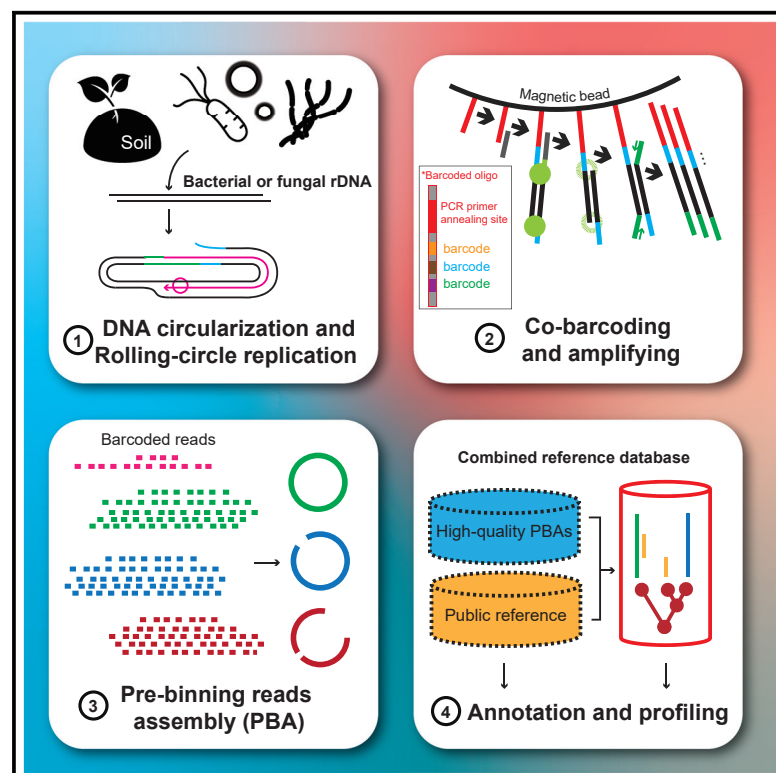 Soil
Bacterial or fungal rDNA
1 DNA circularization and
Rolling-circle replication
Magnetic bead
*Barcoded oligo
PCR primer
annealing site
barcode
barcode
barcode
...
2 Co-barcoding
and amplifying
Barcoded reads
3 Pre-binning reads
assembly (PBA)
Combined reference database
High-quality PBAs
Public reference
4 Annotation and profiling